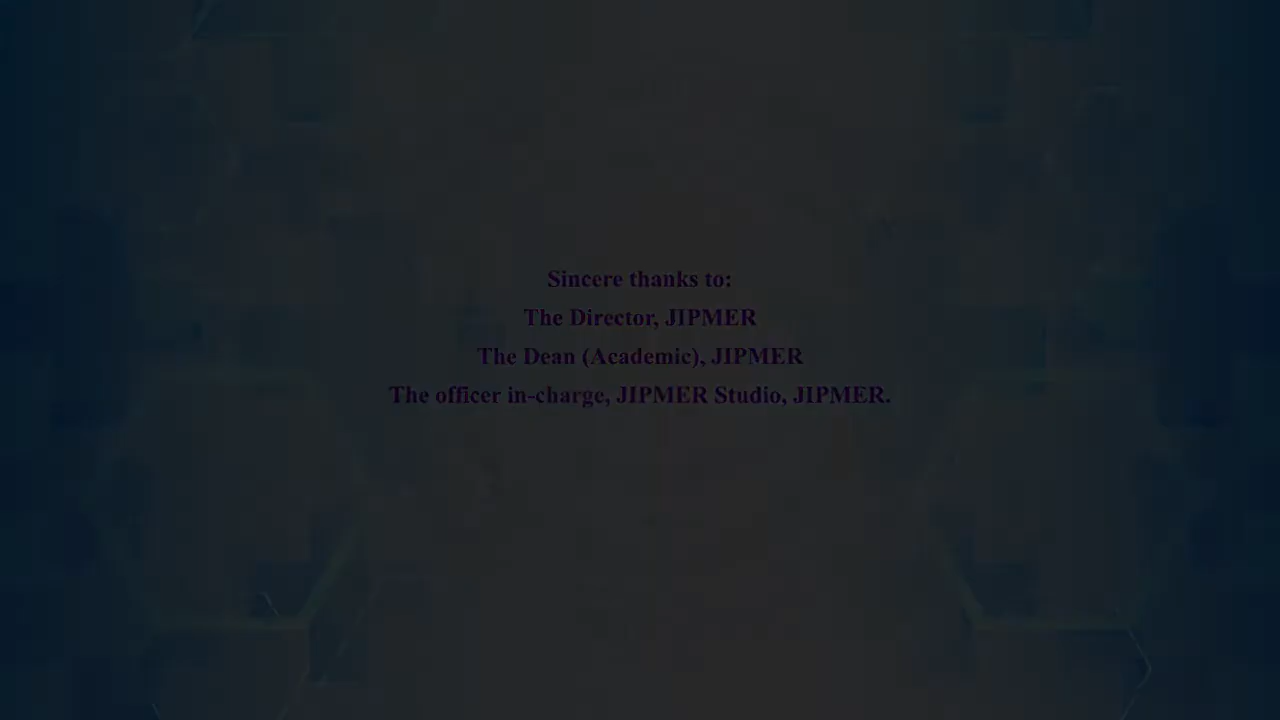 Sincere thanks to:
The Director, JIPMER
The Dean (Academic), JIPMER
The officer in-charge, JIPMER Studio, JIPMER.